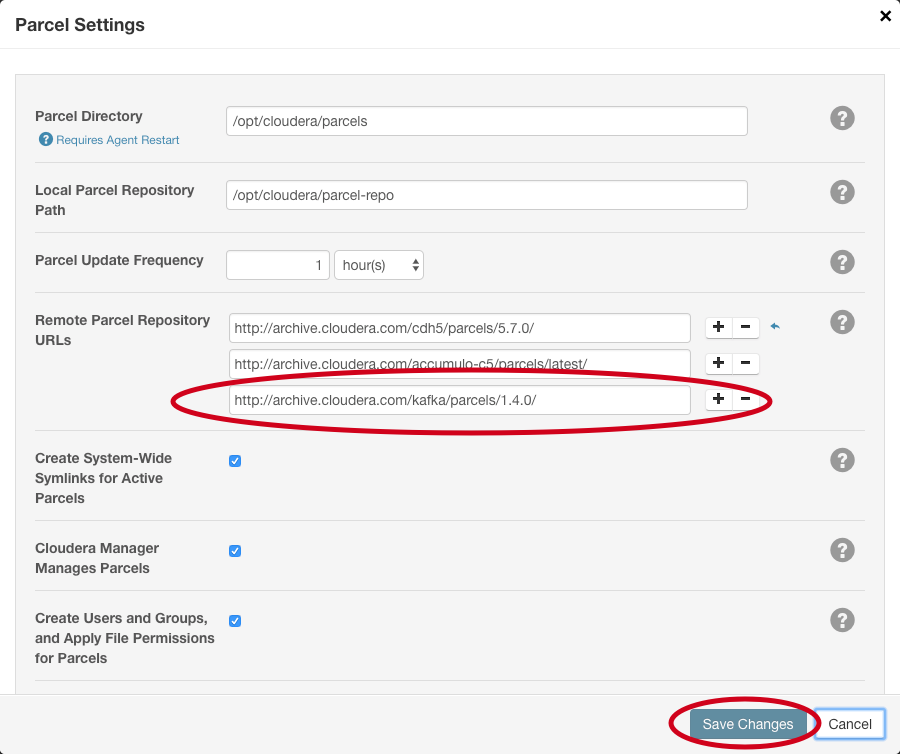 Parcel Settings
×
Parcel Directory
/opt/cloudera/parcels
?
? Requires Agent Restart
Local Parcel Repository
Path
/opt/cloudera/parcel-repo
?
Parcel Update Frequency
1
hour(s)
?
Remote Parcel Repository
URLs
http://archive.cloudera.com/cdh5/parcels/5.7.0/
+ −
?
http://archive.cloudera.com/accumulo-c5/parcels/latest/
+ −
http://archive.cloudera.com/kafka/parcels/1.4.0/
+ −
Create System-Wide
Symlinks for Active
Parcels
?
Cloudera Manager
Manages Parcels
?
Create Users and Groups,
and Apply File Permissions
for Parcels
?
Save Changes
Cancel